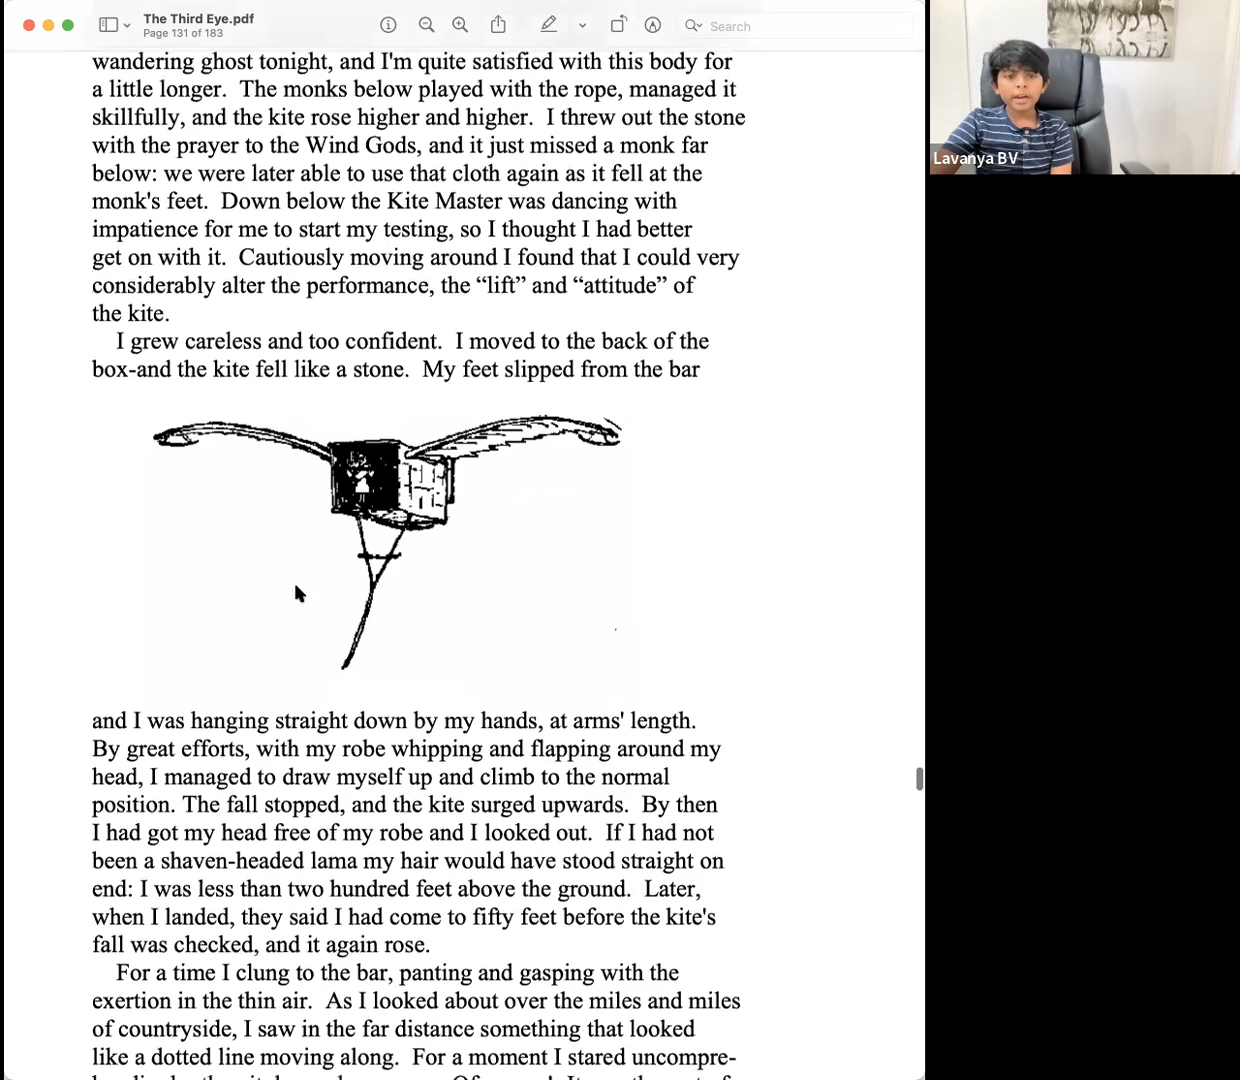 The Third Eye.pdf
Page 131 of 183
Search
wandering ghost tonight, and I'm quite satisfied with this body for
a little longer. The monks below played with the rope, managed it
skillfully, and the kite rose higher and higher. I threw out the stone
with the prayer to the Wind Gods, and it just missed a monk far
below: we were later able to use that cloth again as it fell at the
monk's feet. Down below the Kite Master was dancing with
impatience for me to start my testing, so I thought I had better
get on with it. Cautiously moving around I found that I could very
considerably alter the performance, the “lift” and “attitude” of
the kite.
I grew careless and too confident. I moved to the back of the
box-and the kite fell like a stone. My feet slipped from the bar
and I was hanging straight down by my hands, at arms' length.
By great efforts, with my robe whipping and flapping around my
head, I managed to draw myself up and climb to the normal
position. The fall stopped, and the kite surged upwards. By then
I had got my head free of my robe and I looked out. If I had not
been a shaven-headed lama my hair would have stood straight on
end: I was less than two hundred feet above the ground. Later,
when I landed, they said I had come to fifty feet before the kite's
fall was checked, and it again rose.
For a time I clung to the bar, panting and gasping with the
exertion in the thin air. As I looked about over the miles and miles
of countryside, I saw in the far distance something that looked
like a dotted line moving along. For a moment I stared uncompre-
Lavanya BV